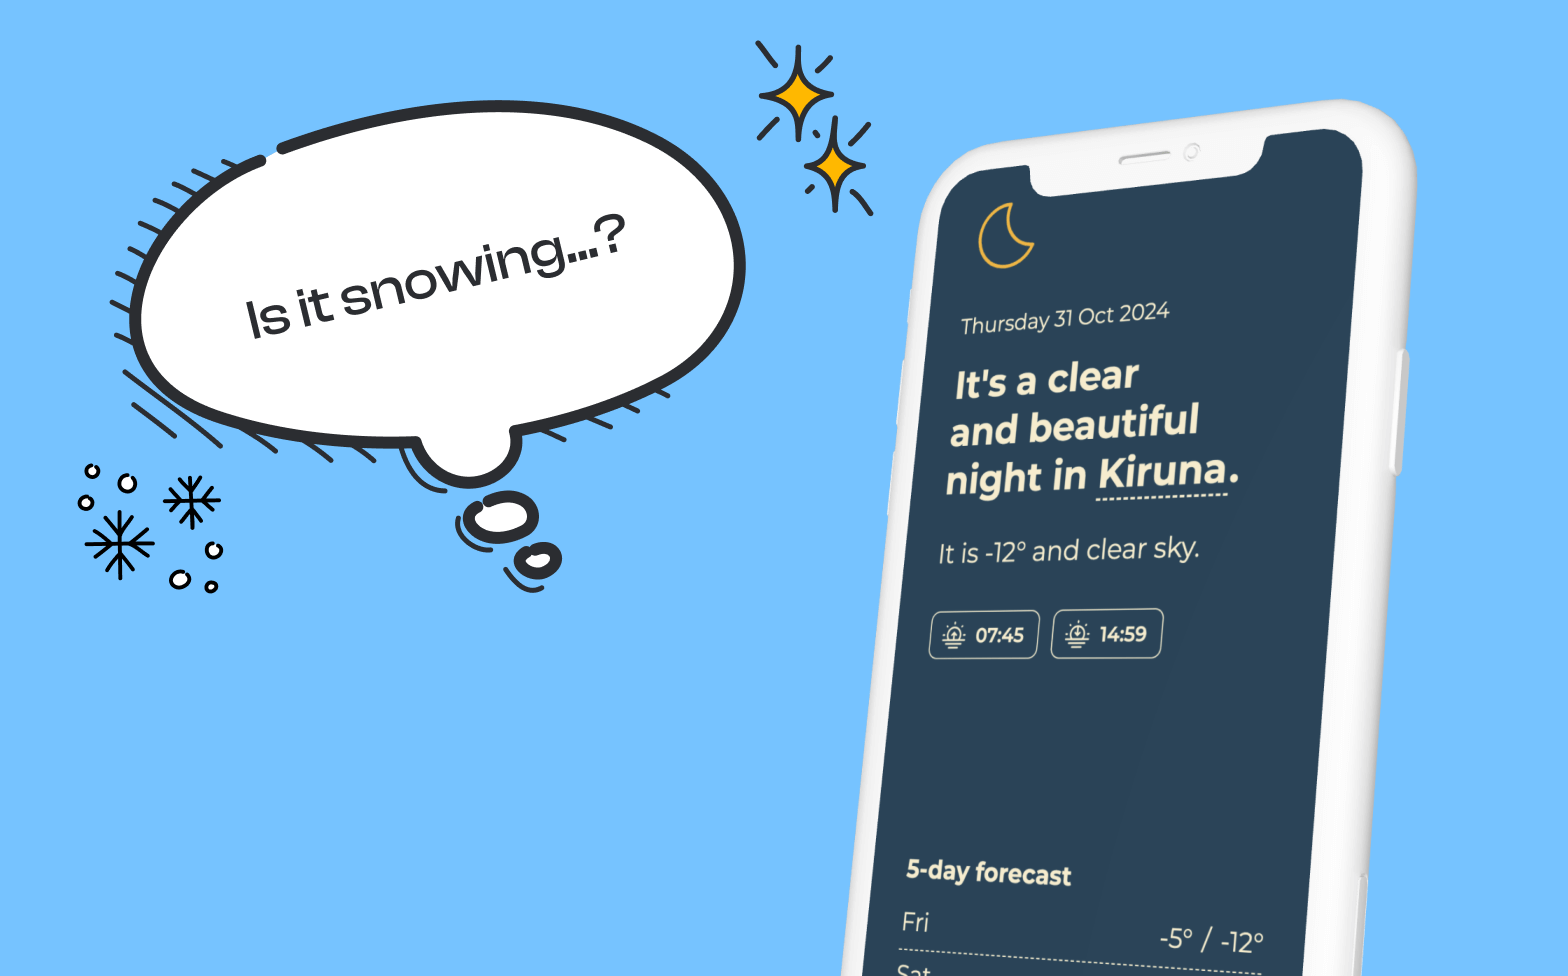 Is it snowing...?
Thursday 31 Oct 2024
It's a clear
and beautiful
night in Kiruna.
It is -12° and clear sky.
07:45 14:59
5-day forecast
Fri -5° / -12°
Sat